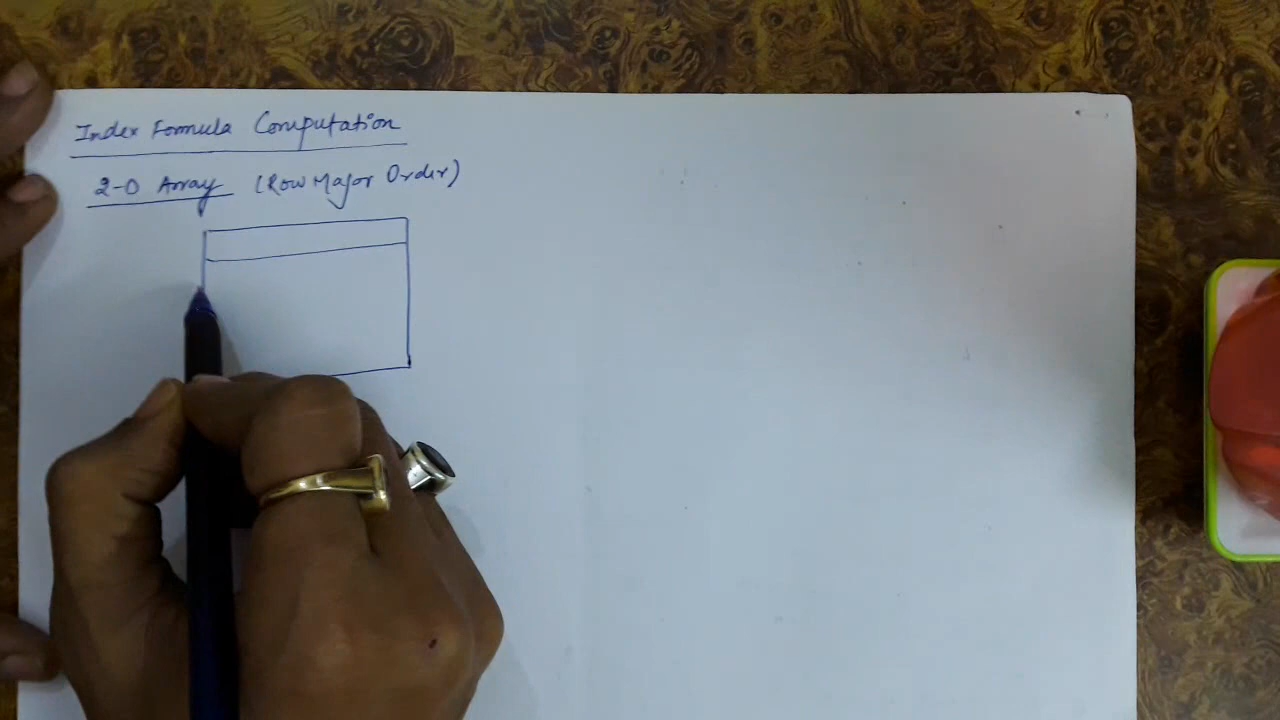 Index Formula Computation
2-D Array (Row Major Order)